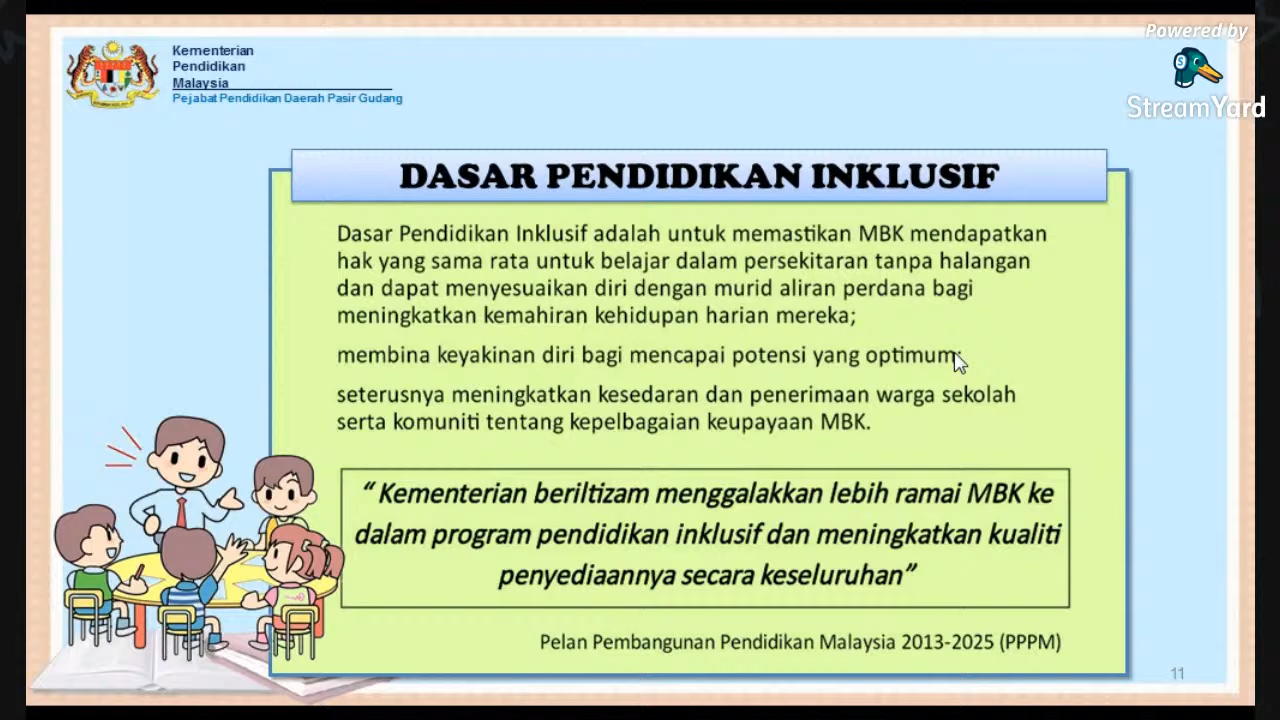 Kementerian
Pendidikan
Malaysia
Pejabat Pendidikan Daerah Pasir Gudang
Powered by
StreamYard
DASAR PENDIDIKAN INKLUSIF
Dasar Pendidikan Inklusif adalah untuk memastikan MBK mendapatkan
hak yang sama rata untuk belajar dalam persekitaran tanpa halangan
dan dapat menyesuaikan diri dengan murid aliran perdana bagi
meningkatkan kemahiran kehidupan harian mereka;
membina keyakinan diri bagi mencapai potensi yang optimum;
seterusnya meningkatkan kesedaran dan penerimaan warga sekolah
serta komuniti tentang kepelbagaian keupayaan MBK.
“ Kementerian beriltizam menggalakkan lebih ramai MBK ke
dalam program pendidikan inklusif dan meningkatkan kualiti
penyediaannya secara keseluruhan”
Pelan Pembangunan Pendidikan Malaysia 2013-2025 (PPPM)
11